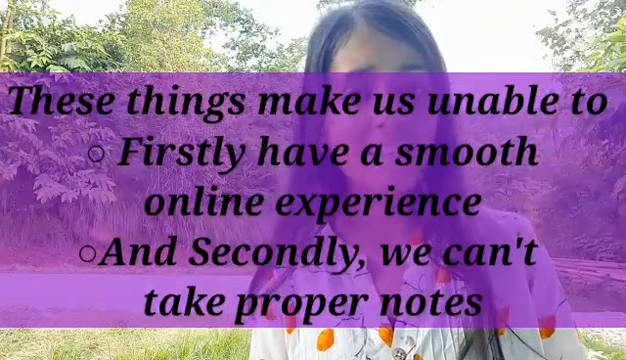 These things make us unable to
○ Firstly have a smooth
online experience
○And Secondly, we can't
take proper notes